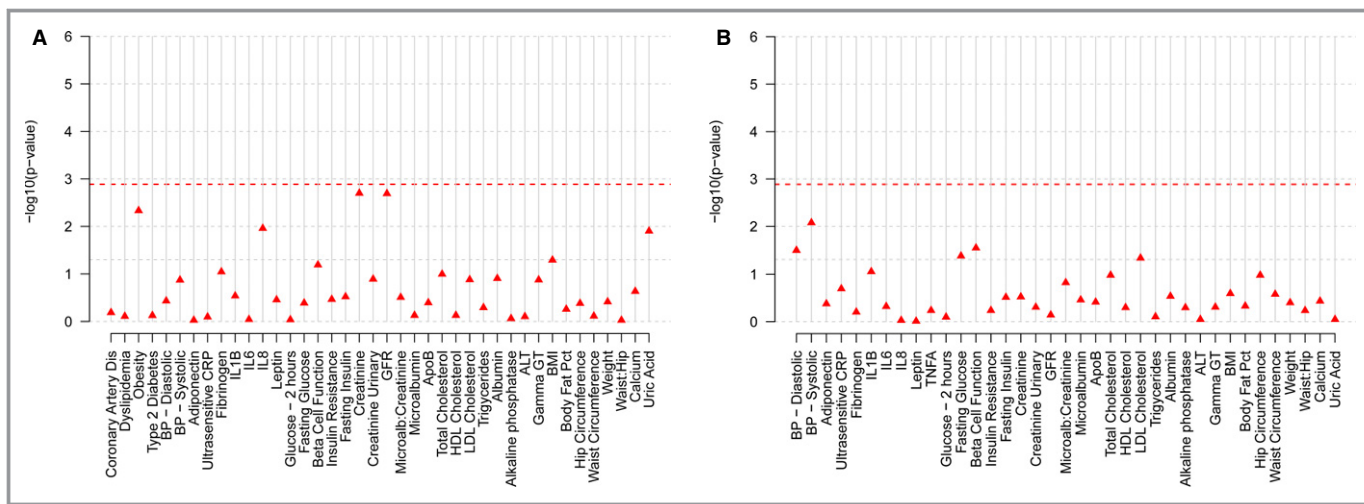 A
−log10(p−value)
6
5
4
3
2
1
0
Coronary Artery Dis
Dyslipidemia
Obesity
Type 2 Diabetes
BP − Diastolic
BP − Systolic
Adiponectin
Ultrasensitive CRP
Fibrinogen
IL1B
IL6
IL8
Leptin
Glucose − 2 hours
Fasting Glucose
Beta Cell Function
Insulin Resistance
Fasting Insulin
Creatinine
Creatinine Urinary
GFR
Microalb:Creatinine
Microalbumin
ApoB
Total Cholesterol
HDL Cholesterol
LDL Cholesterol
Trigycerides
Albumin
Alkaline phosphatase
ALT
Gamma GT
BMI
Body Fat Pct
Hip Circumference
Waist Circumference
Weight
Waist:Hip
Calcium
Uric Acid
B
−log10(p−value)
6
5
4
3
2
1
0
BP − Diastolic
BP − Systolic
Adiponectin
Ultrasensitive CRP
Fibrinogen
IL1B
IL6
IL8
Leptin
TNFA
Glucose − 2 hours
Fasting Glucose
Beta Cell Function
Insulin Resistance
Fasting Insulin
Creatinine
Creatinine Urinary
GFR
Microalb:Creatinine
Microalbumin
ApoB
Total Cholesterol
HDL Cholesterol
LDL Cholesterol
Trigycerides
Albumin
Alkaline phosphatase
ALT
Gamma GT
BMI
Body Fat Pct
Hip Circumference
Waist Circumference
Weight
Waist:Hip
Calcium
Uric Acid